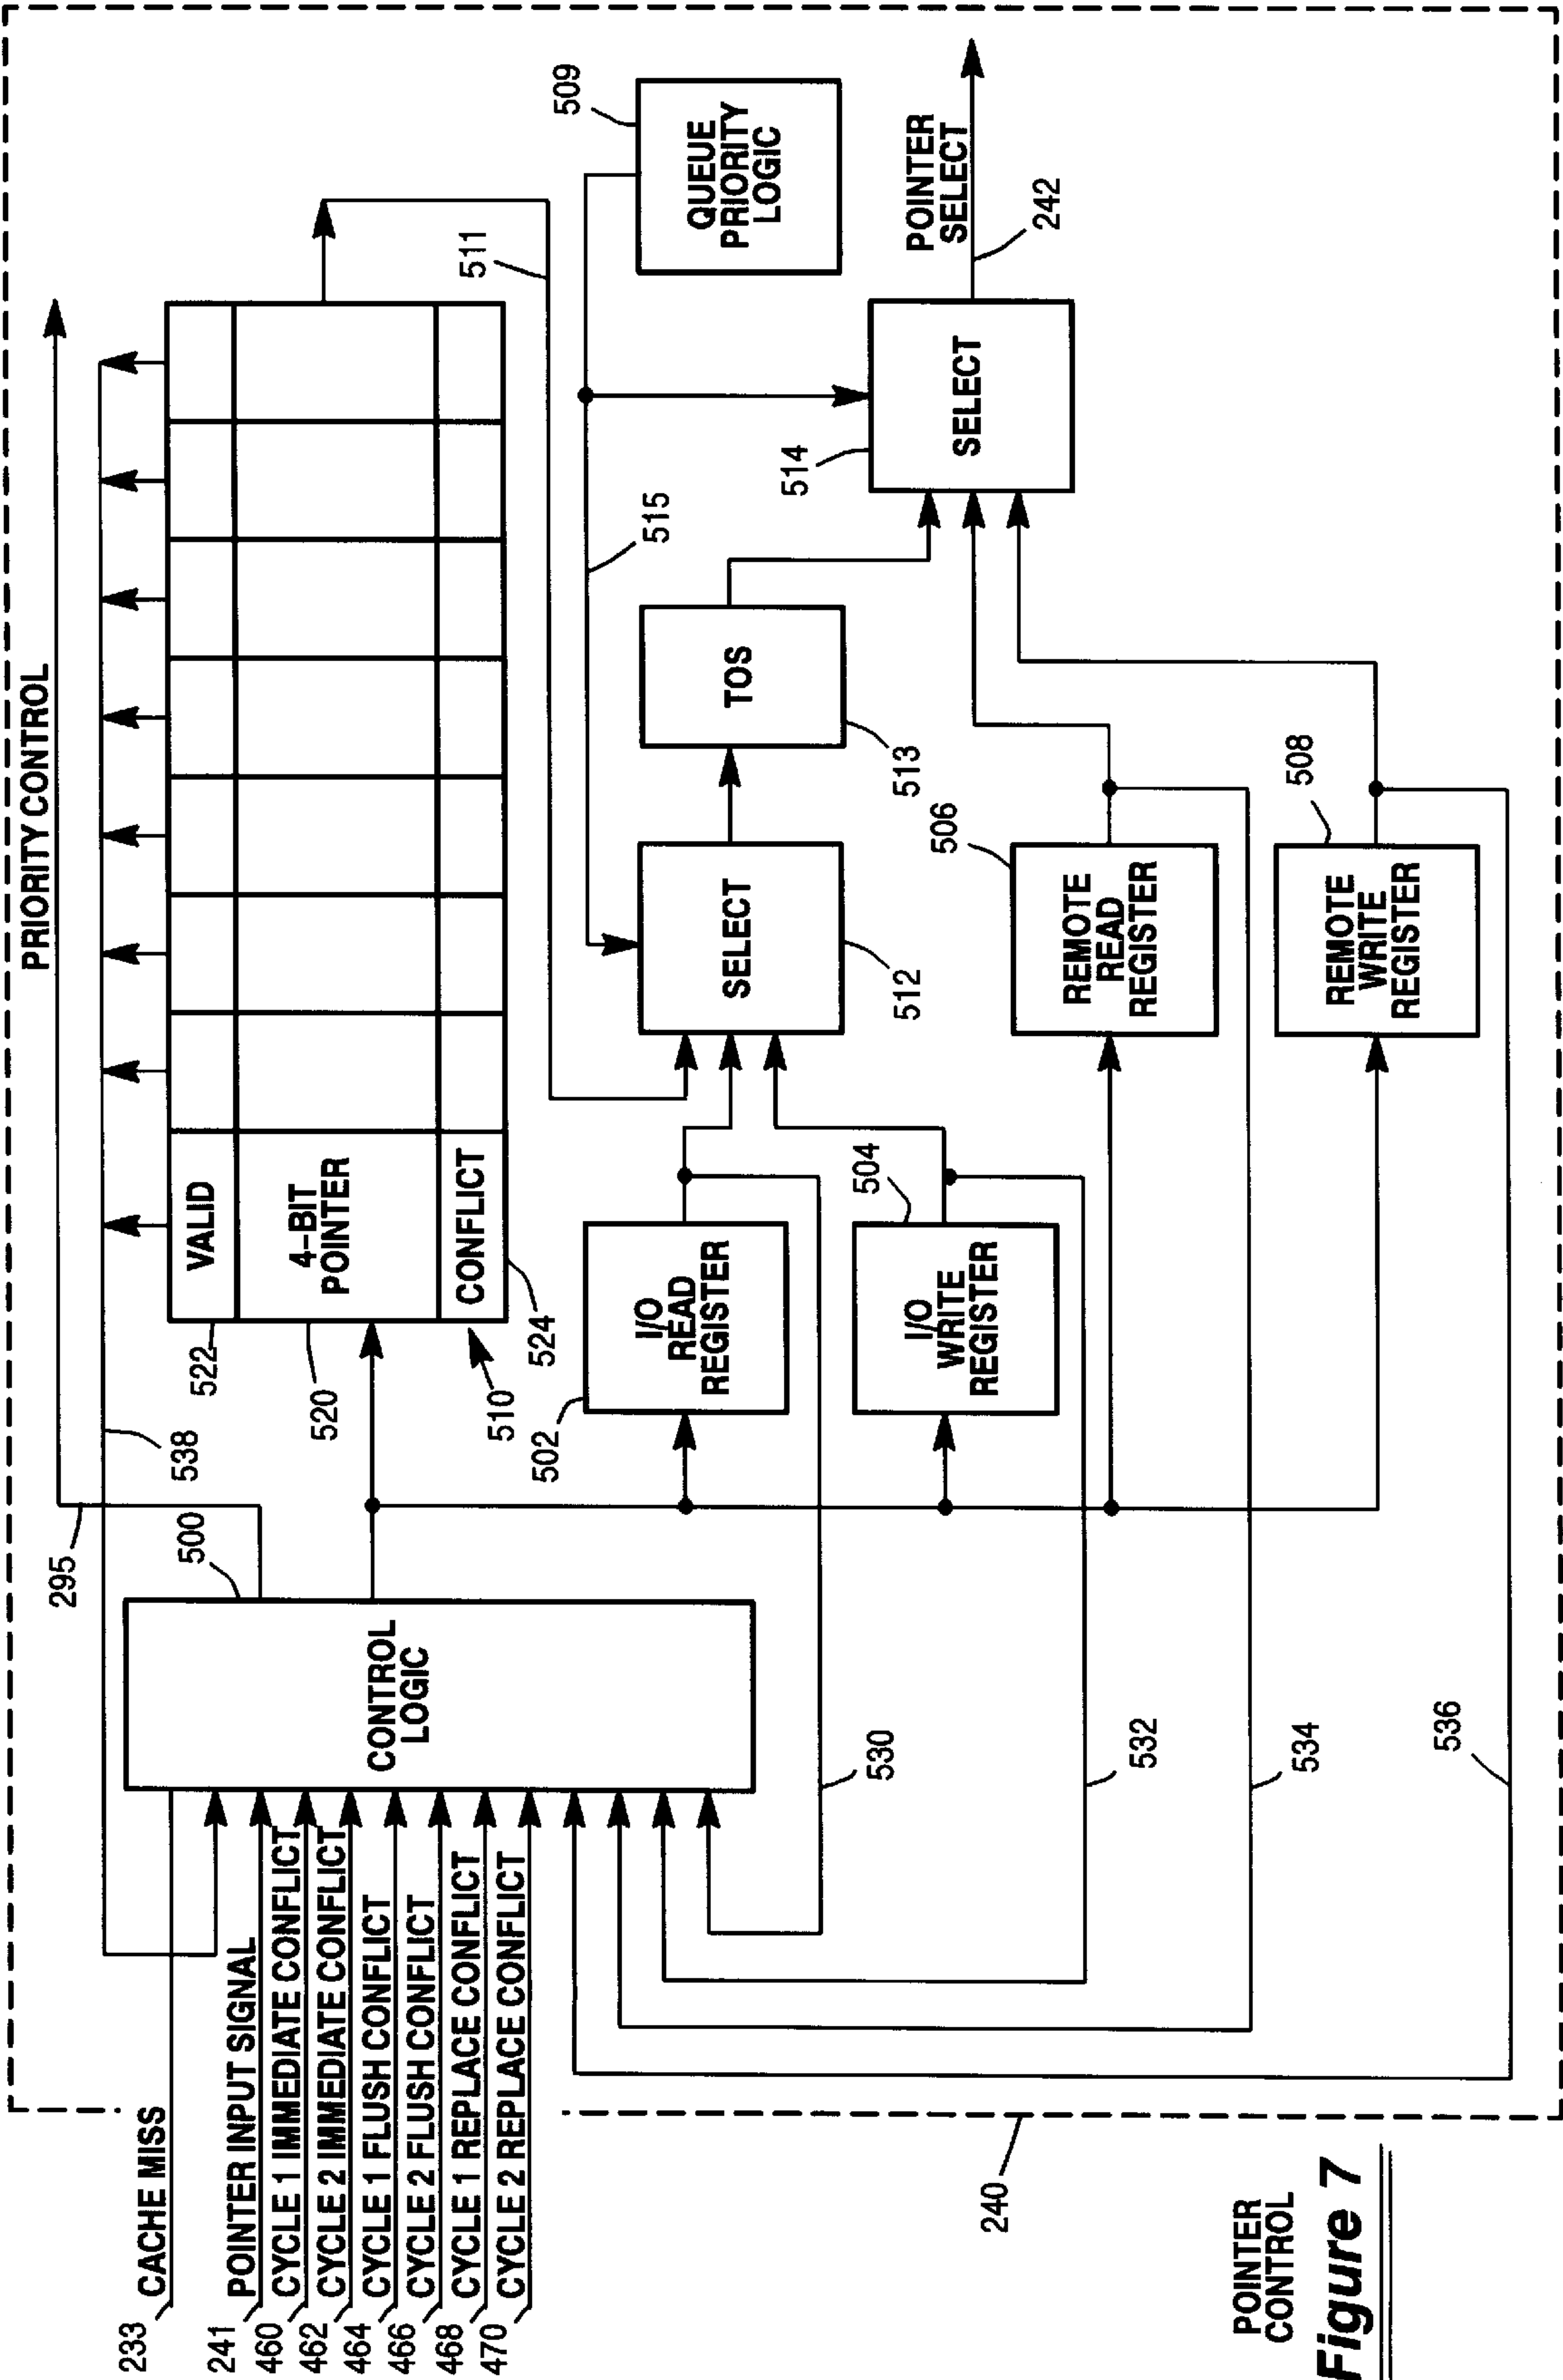 PRIORITY CONTROL
295
538
500
CONTROL
LOGIC
233
CACHE MISS
241
POINTER INPUT SIGNAL
460
CYCLE 1 IMMEDIATE CONFLICT
462
CYCLE 2 IMMEDIATE CONFLICT
464
CYCLE 1 FLUSH CONFLICT
466
CYCLE 2 FLUSH CONFLICT
468
CYCLE 1 REPLACE CONFLICT
470
CYCLE 2 REPLACE CONFLICT
522
VALID
520
4-BIT
POINTER
510
CONFLICT
524
511
509
QUEUE
PRIORITY
LOGIC
502
I/O
READ
REGISTER
504
I/O
WRITE
REGISTER
515
SELECT
512
TOS
513
514
SELECT
POINTER
SELECT
242
506
REMOTE
READ
REGISTER
508
REMOTE
WRITE
REGISTER
530
532
534
536
240
POINTER
CONTROL
Figure 7